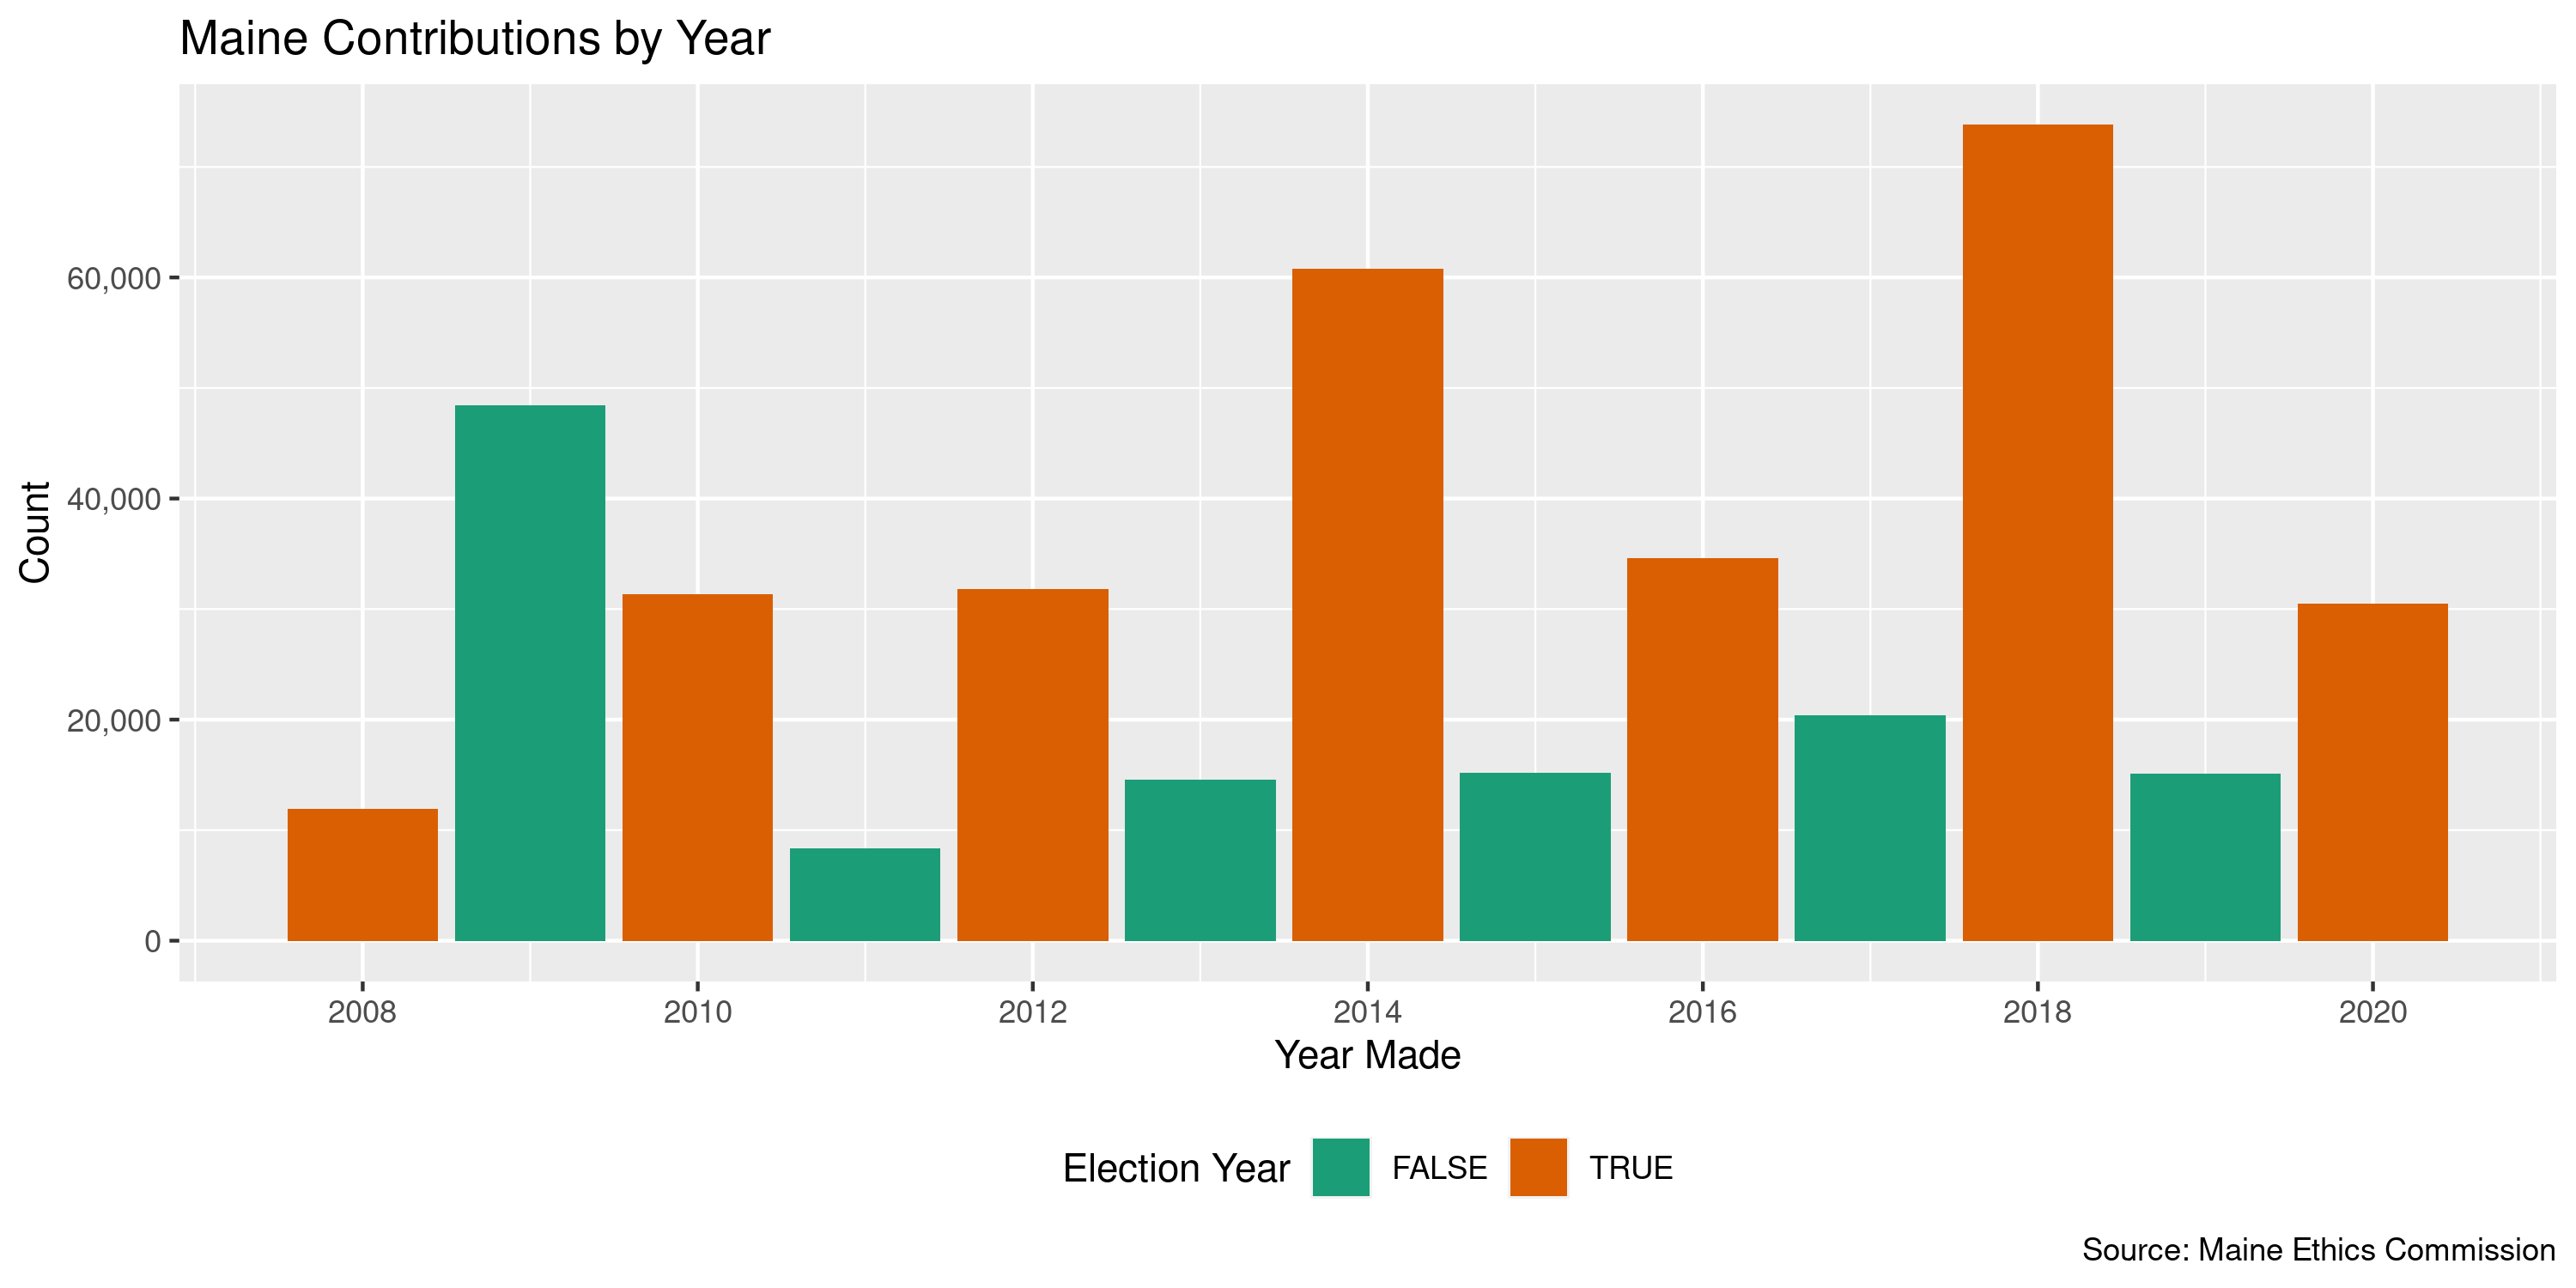 Maine Contributions by Year
Count
60,000
40,000
20,000
0
2008 2010 2012 2014 2016 2018 2020
Year Made
Election Year FALSE TRUE
Source: Maine Ethics Commission